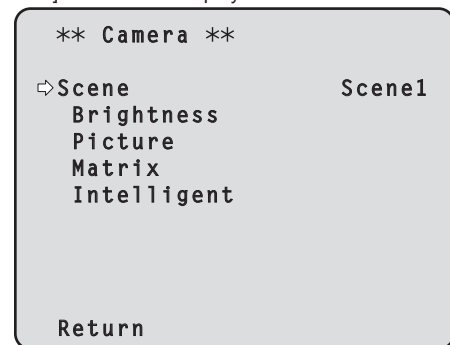 ** Camera **
⇨Scene Scene1
Brightness
Picture
Matrix
Intelligent
Return